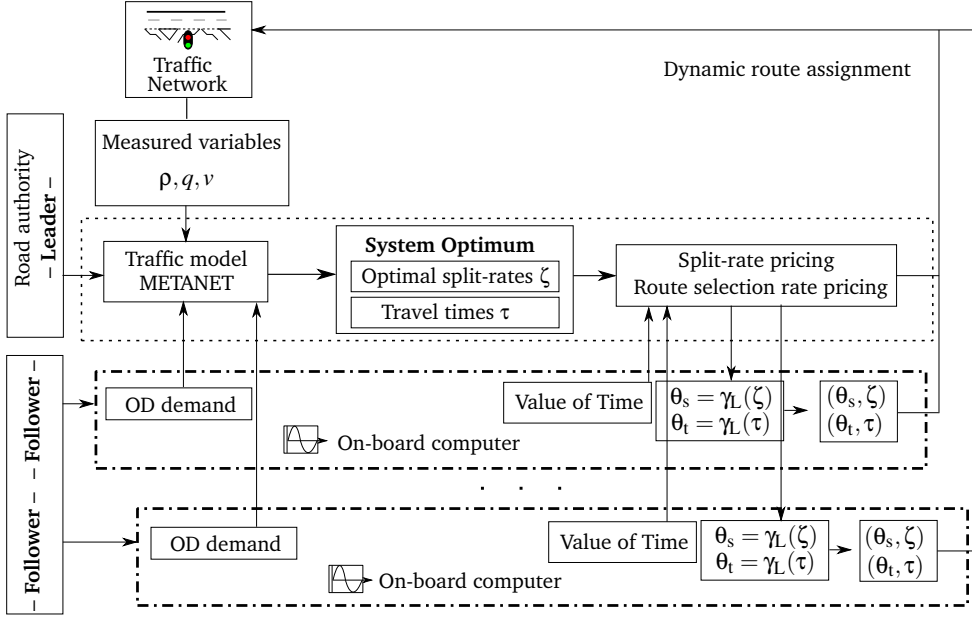 Traffic
Network
Dynamic route assignment
Measured variables
ρ, q, v
Road authority
– Leader –
Traffic model
METANET
System Optimum
Optimal split-rates ζ
Travel times τ
Split-rate pricing
Route selection rate pricing
– Follower – – Follower –
OD demand
On-board computer
Value of Time
θs = γL(ζ)
θt = γL(τ)
(θs, ζ)
(θt, τ)
. . .
OD demand
On-board computer
Value of Time
θs = γL(ζ)
θt = γL(τ)
(θs, ζ)
(θt, τ)